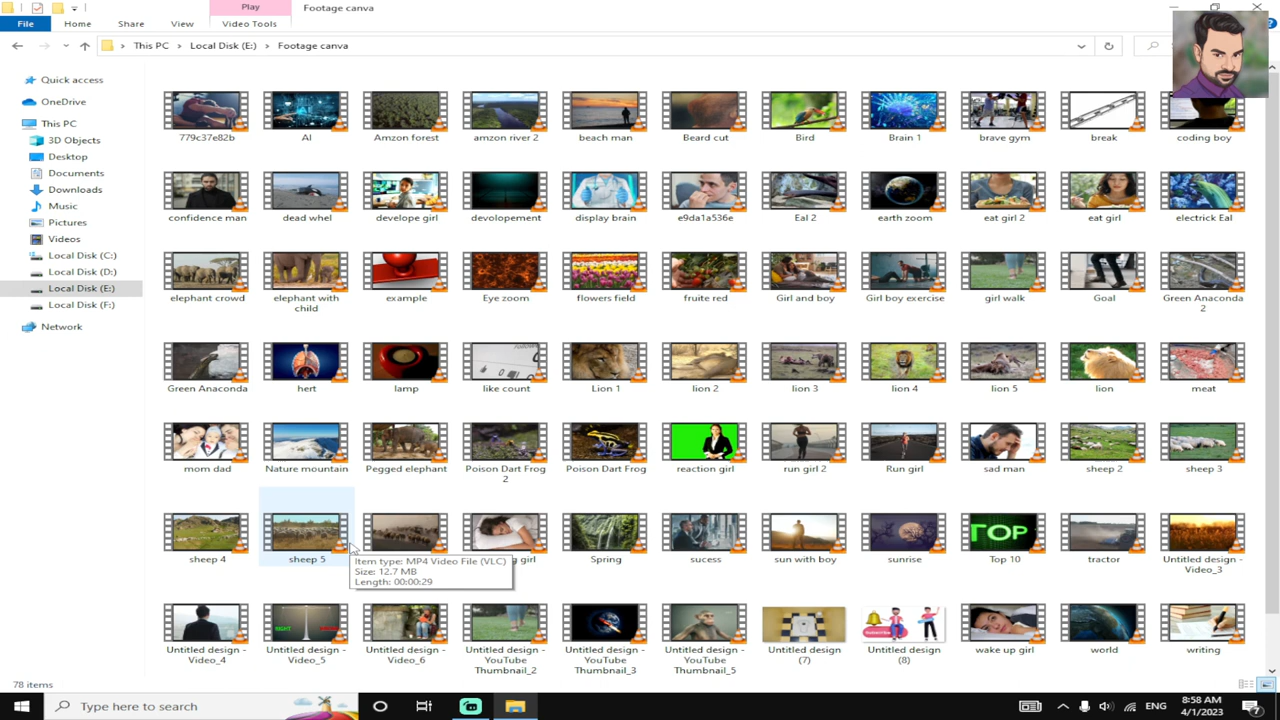 Play
Footage canva
File
Home
Share
View
Video Tools
This PC
Local Disk (E:)
Footage canva
Quick access
OneDrive
This PC
3D Objects
Desktop
Documents
Downloads
Music
Pictures
Videos
Local Disk (C:)
Local Disk (D:)
Local Disk (E:)
Local Disk (F:)
Network
779c37e82b
AI
Amzon forest
amzon river 2
beach man
Beard cut
Bird
Brain 1
brave gym
break
coding boy
confidence man
dead whel
develope girl
devolopement
display brain
e9da1a536e
Eal 2
earth zoom
eat girl 2
eat girl
electrick Eal
elephant crowd
elephant with
child
example
Eye zoom
flowers field
fruite red
Girl and boy
Girl boy exercise
girl walk
Goal
Green Anaconda
2
Green Anaconda
hert
lamp
like count
Lion 1
lion 2
lion 3
lion 4
lion 5
lion
meat
mom dad
Nature mountain
Pegged elephant
Poison Dart Frog
2
Poison Dart Frog
reaction girl
run girl 2
Run girl
sad man
sheep 2
sheep 3
TOP
sheep 4
sheep 5
girl
Spring
sucess
sun with boy
sunrise
Top 10
tractor
Untitled design -
Video_3
Item type: MP4 Video File (VLC)
Size: 12.7 MB
Length: 00:00:29
Untitled design -
Video_4
Untitled design -
Video_5
Untitled design -
Video_6
Untitled design -
YouTube
Thumbnail_2
Untitled design -
YouTube
Thumbnail_3
Untitled design -
YouTube
Thumbnail_5
Untitled design
(7)
Untitled design
(8)
wake up girl
world
writing
78 items
Type here to search
ENG
8:58 AM
4/1/2023
7